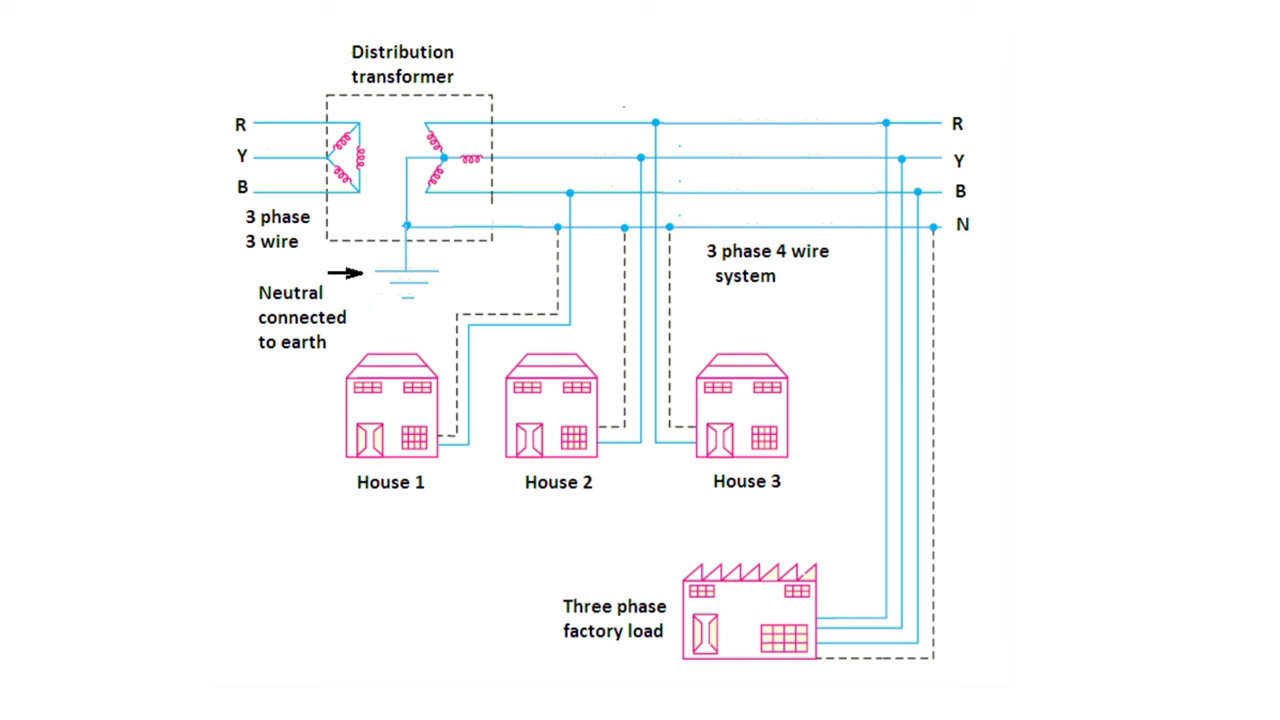 Distribution
transformer
R
Y
B
3 phase
3 wire
Neutral
connected
to earth
R
Y
B
N
3 phase 4 wire
system
House 1
House 2
House 3
Three phase
factory load